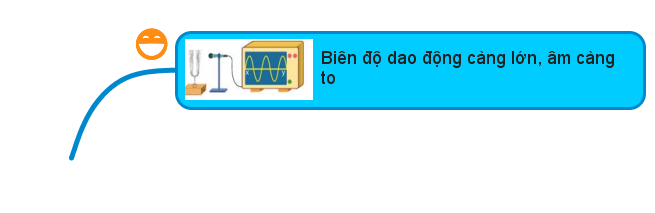 Biên độ dao động càng lớn, âm càng
to